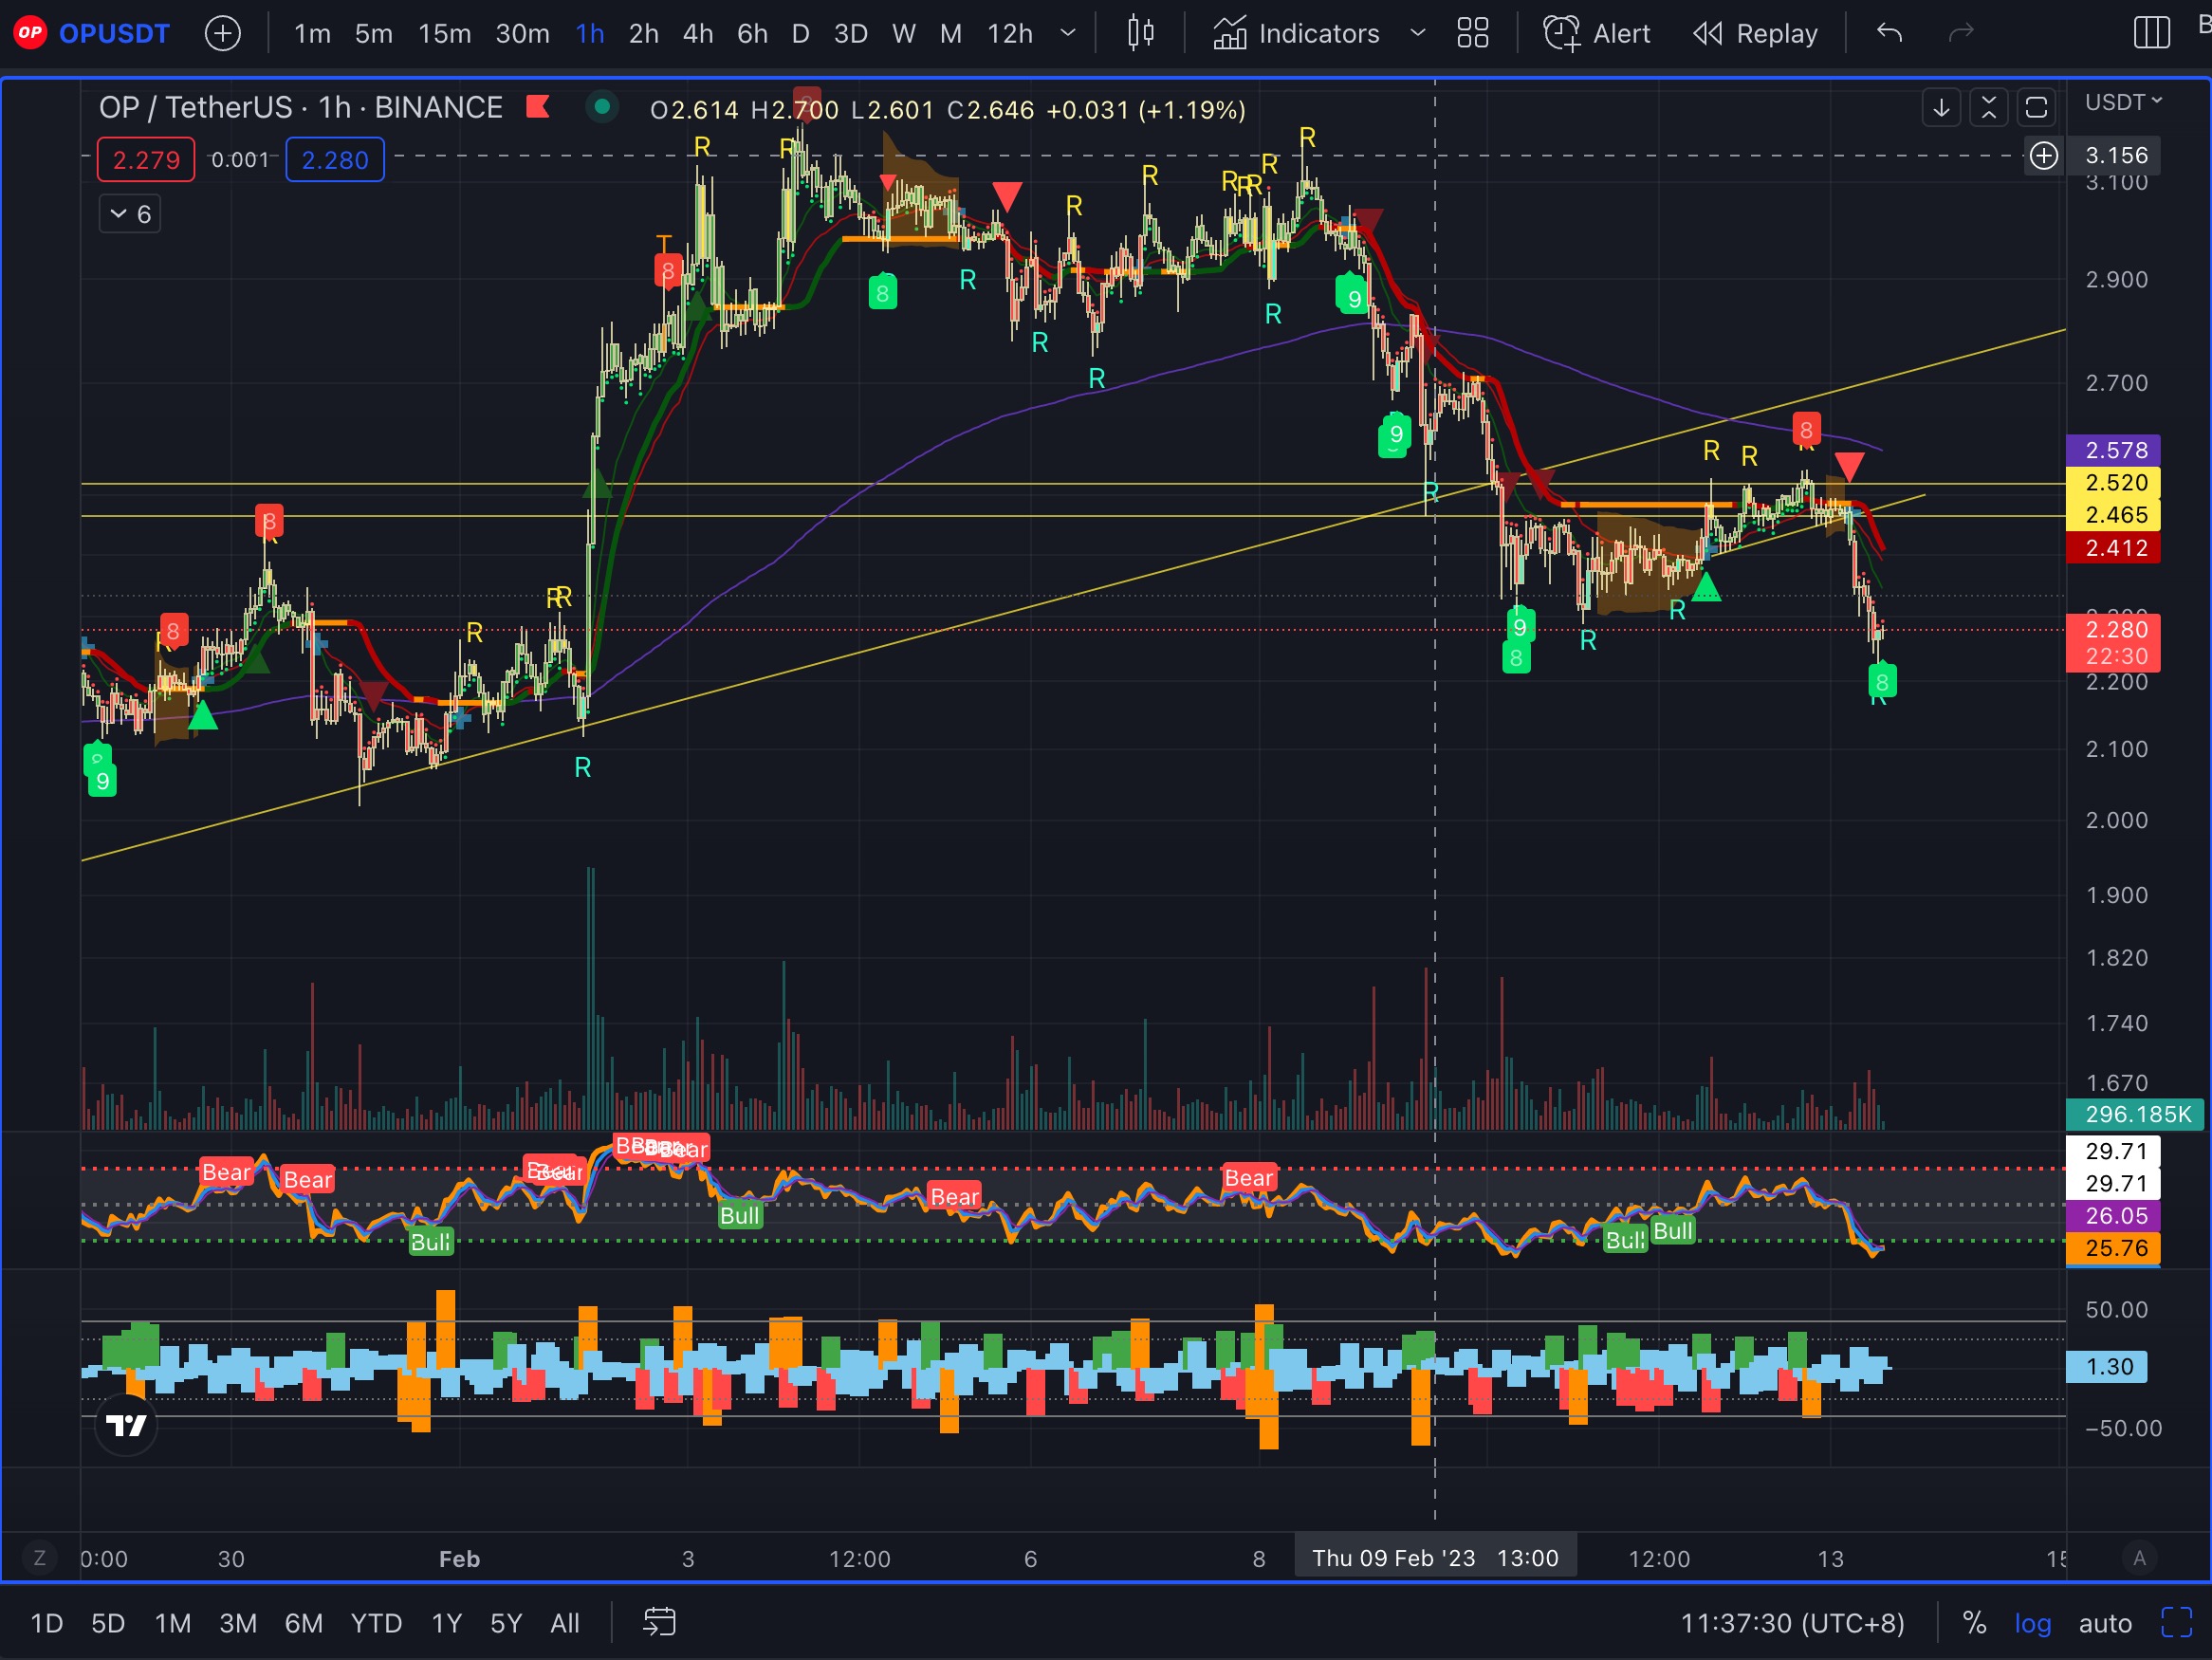 OP OPUSDT 1m 5m 15m 30m 1h 2h 4h 6h D 3D W M 12h Indicators Alert Replay
OP / TetherUS · 1h · BINANCE O2.614 H2.700 L2.601 C2.646 +0.031 (+1.19%)
USDT
2.279 0.001 2.280
6
3.156
3.100
2.900
2.700
2.578
2.520
2.465
2.412
2.280
22:30
2.200
2.100
2.000
1.900
1.820
1.740
1.670
296.185K
R
R
R
R
R
R
R
R
R
T
8
8
R
R
R
R
R
9
9
R
R
R
8
8
8
R
R
R
9
8
R
R
8
R
9
Bear
Bear
Bear
Bear
Bear
Bear
Bull
Bull
Bull
Bull
29.71
29.71
26.05
25.76
50.00
1.30
−50.00
Z 0:00 30 Feb 3 12:00 6 8 Thu 09 Feb '23 13:00 12:00 13 15 A
1D 5D 1M 3M 6M YTD 1Y 5Y All 11:37:30 (UTC+8) % log auto